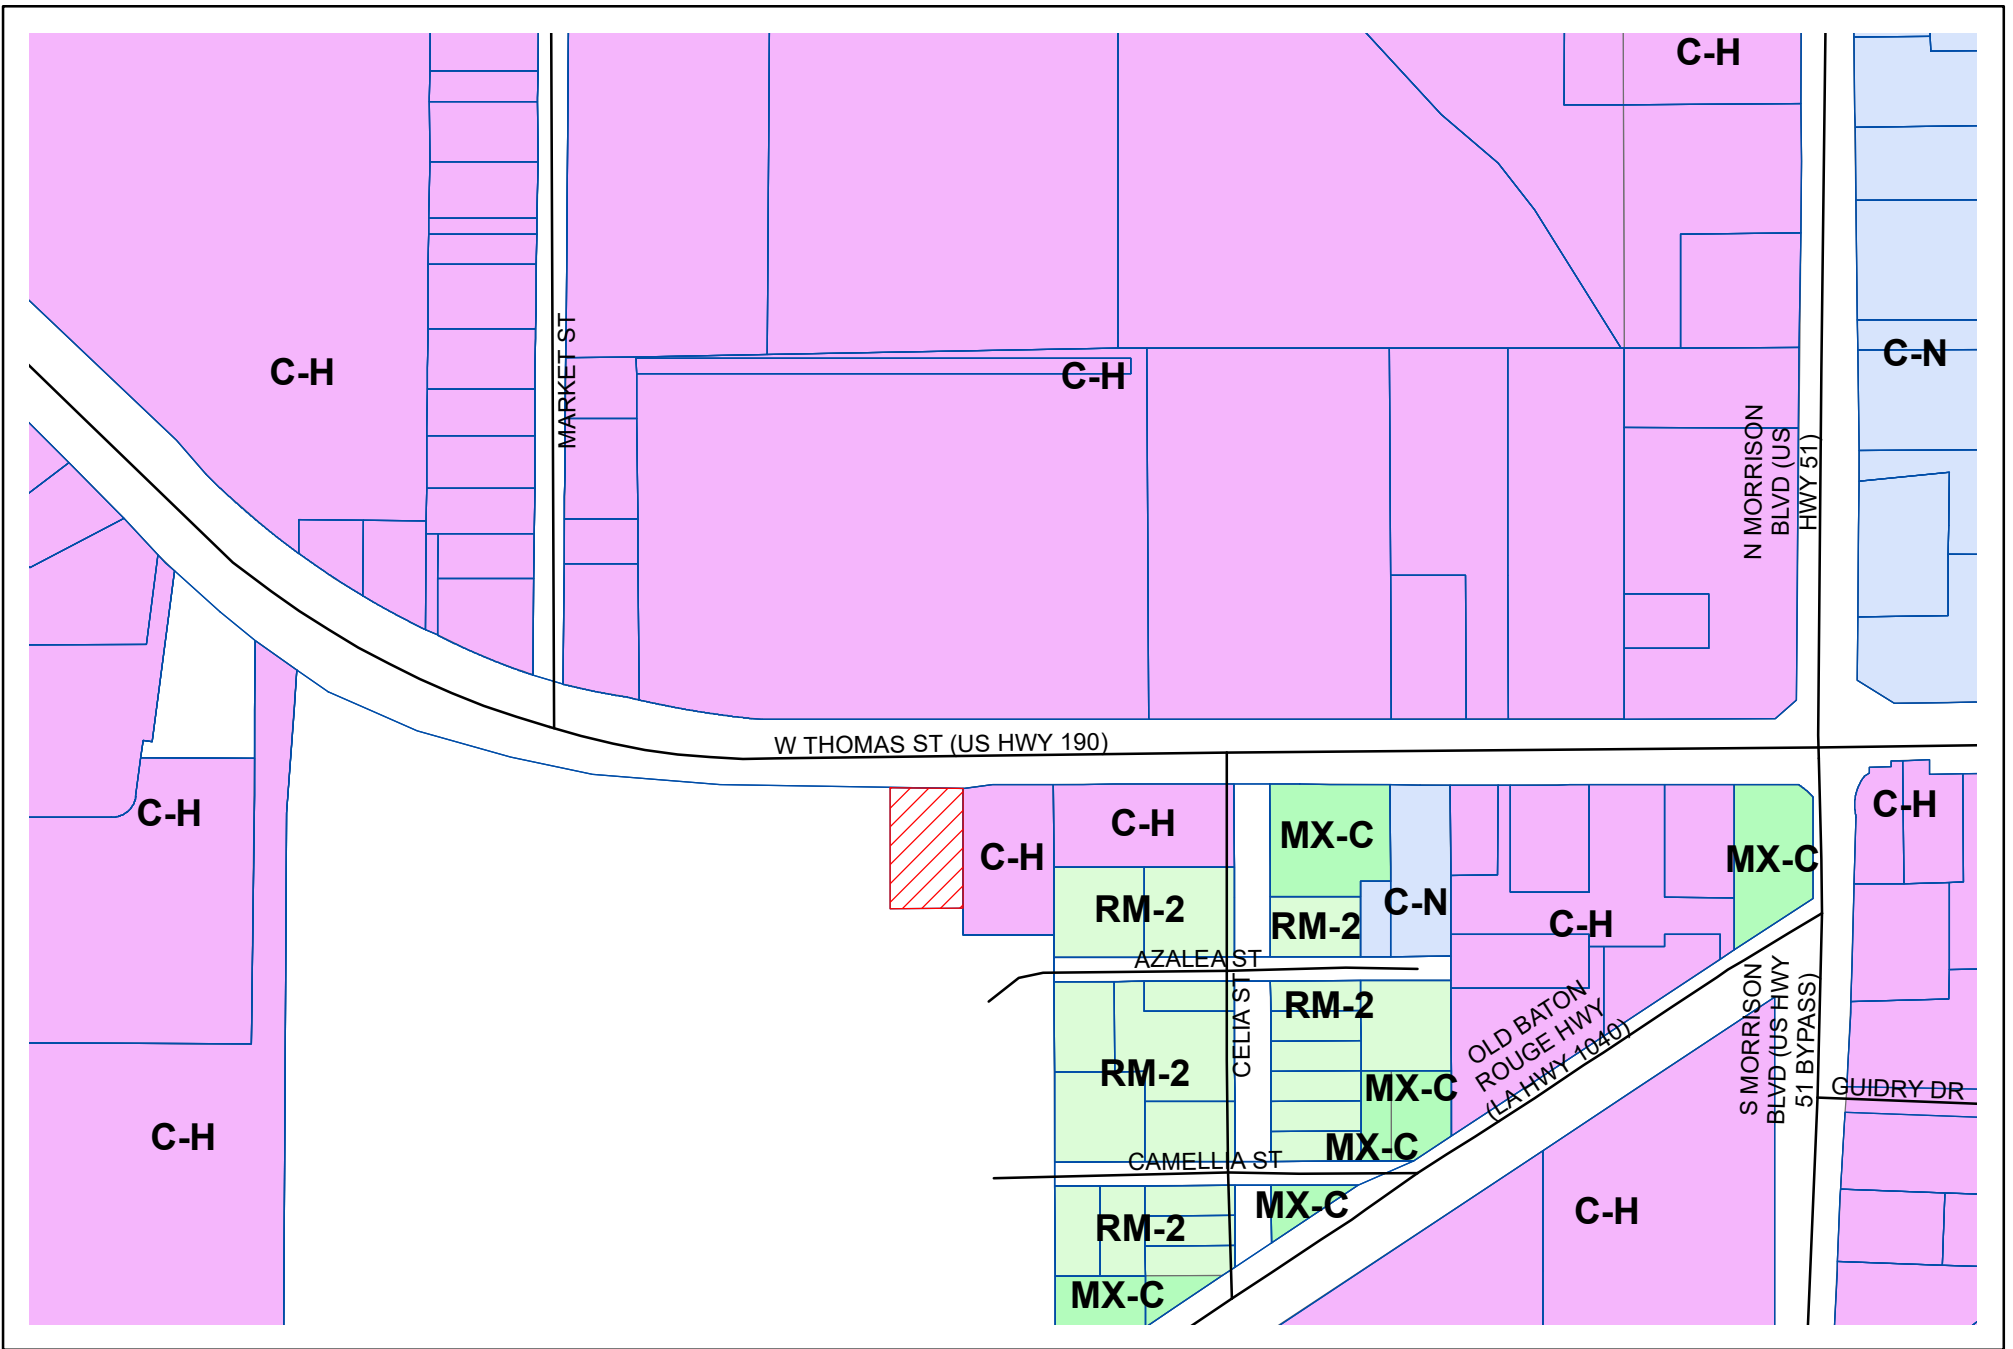 C-H
C-N
C-H
C-H
MARKET ST
N MORRISON
BLVD (US
HWY 51)
W THOMAS ST (US HWY 190)
C-H
C-H
C-H
MX-C
C-H
MX-C
C-H
RM-2
C-N
RM-2
C-H
AZALEA ST
CELIA ST
RM-2
OLD BATON
ROUGE HWY
(LA HWY 1040)
S MORRISON
BLVD (US HWY
51 BYPASS)
RM-2
MX-C
GUIDRY DR
C-H
MX-C
CAMELLIA ST
MX-C
C-H
RM-2
MX-C